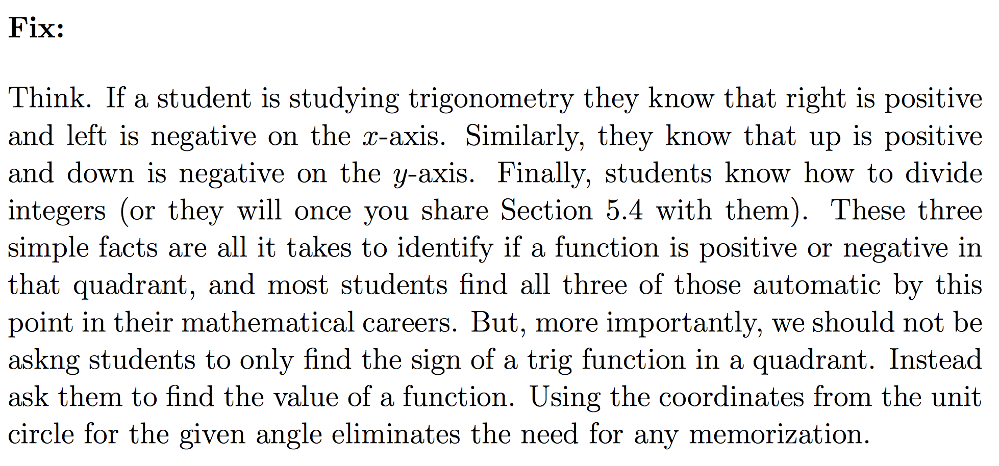 Fix:
Think. If a student is studying trigonometry they know that right is positive
and left is negative on the x-axis. Similarly, they know that up is positive
and down is negative on the y-axis. Finally, students know how to divide
integers (or they will once you share Section 5.4 with them). These three
simple facts are all it takes to identify if a function is positive or negative in
that quadrant, and most students find all three of those automatic by this
point in their mathematical careers. But, more importantly, we should not be
askng students to only find the sign of a trig function in a quadrant. Instead
ask them to find the value of a function. Using the coordinates from the unit
circle for the given angle eliminates the need for any memorization.